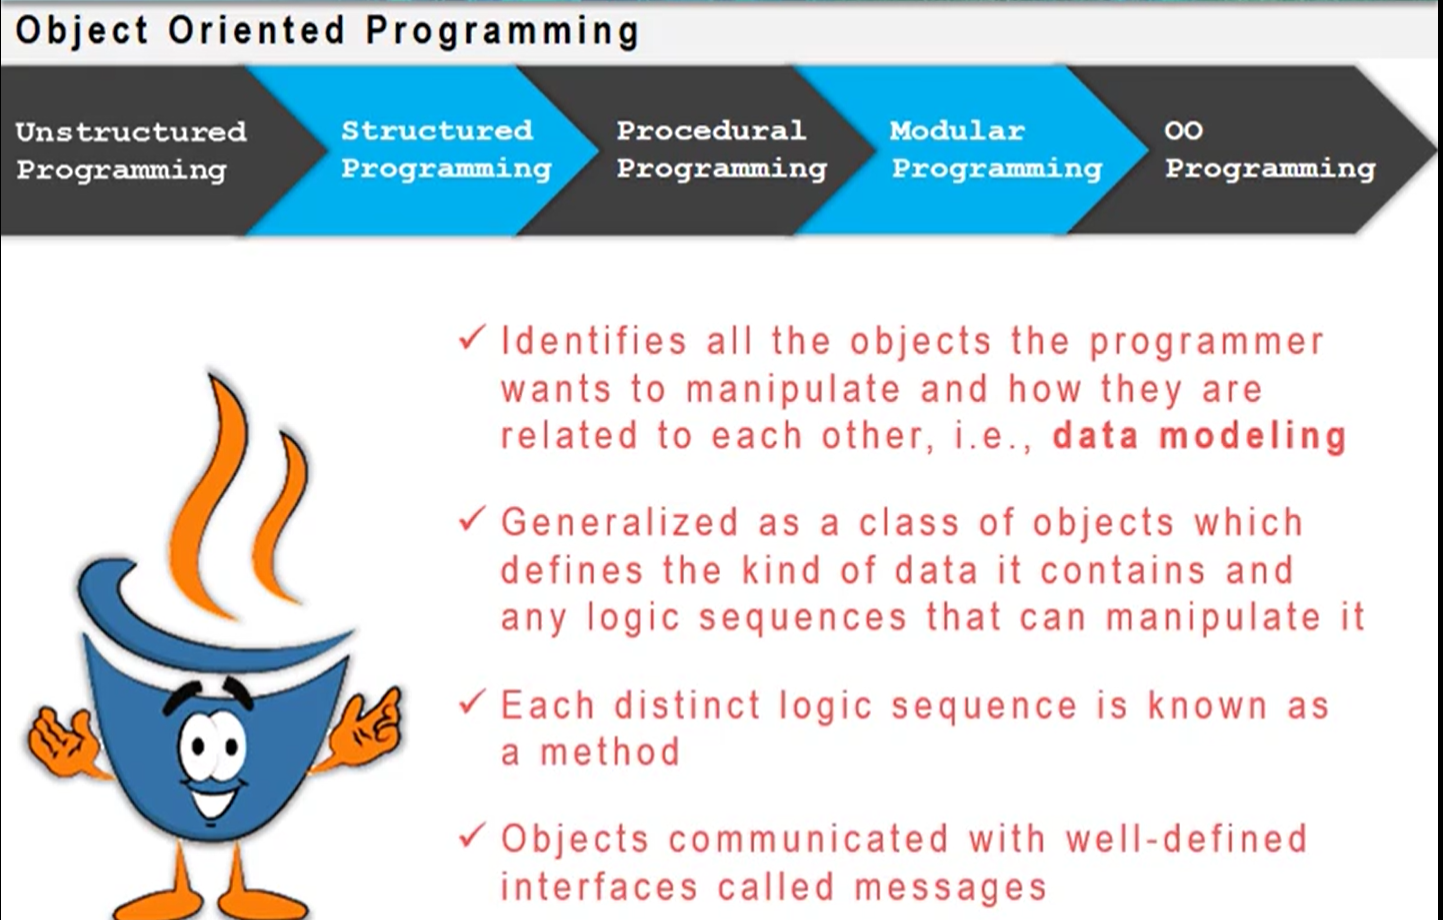 Object Oriented Programming
Unstructured
Programming
Structured
Programming
Procedural
Programming
Modular
Programming
OO
Programming
✓ Identifies all the objects the programmer
wants to manipulate and how they are
related to each other, i.e., data modeling
✓ Generalized as a class of objects which
defines the kind of data it contains and
any logic sequences that can manipulate it
✓ Each distinct logic sequence is known as
a method
✓ Objects communicated with well-defined
interfaces called messages